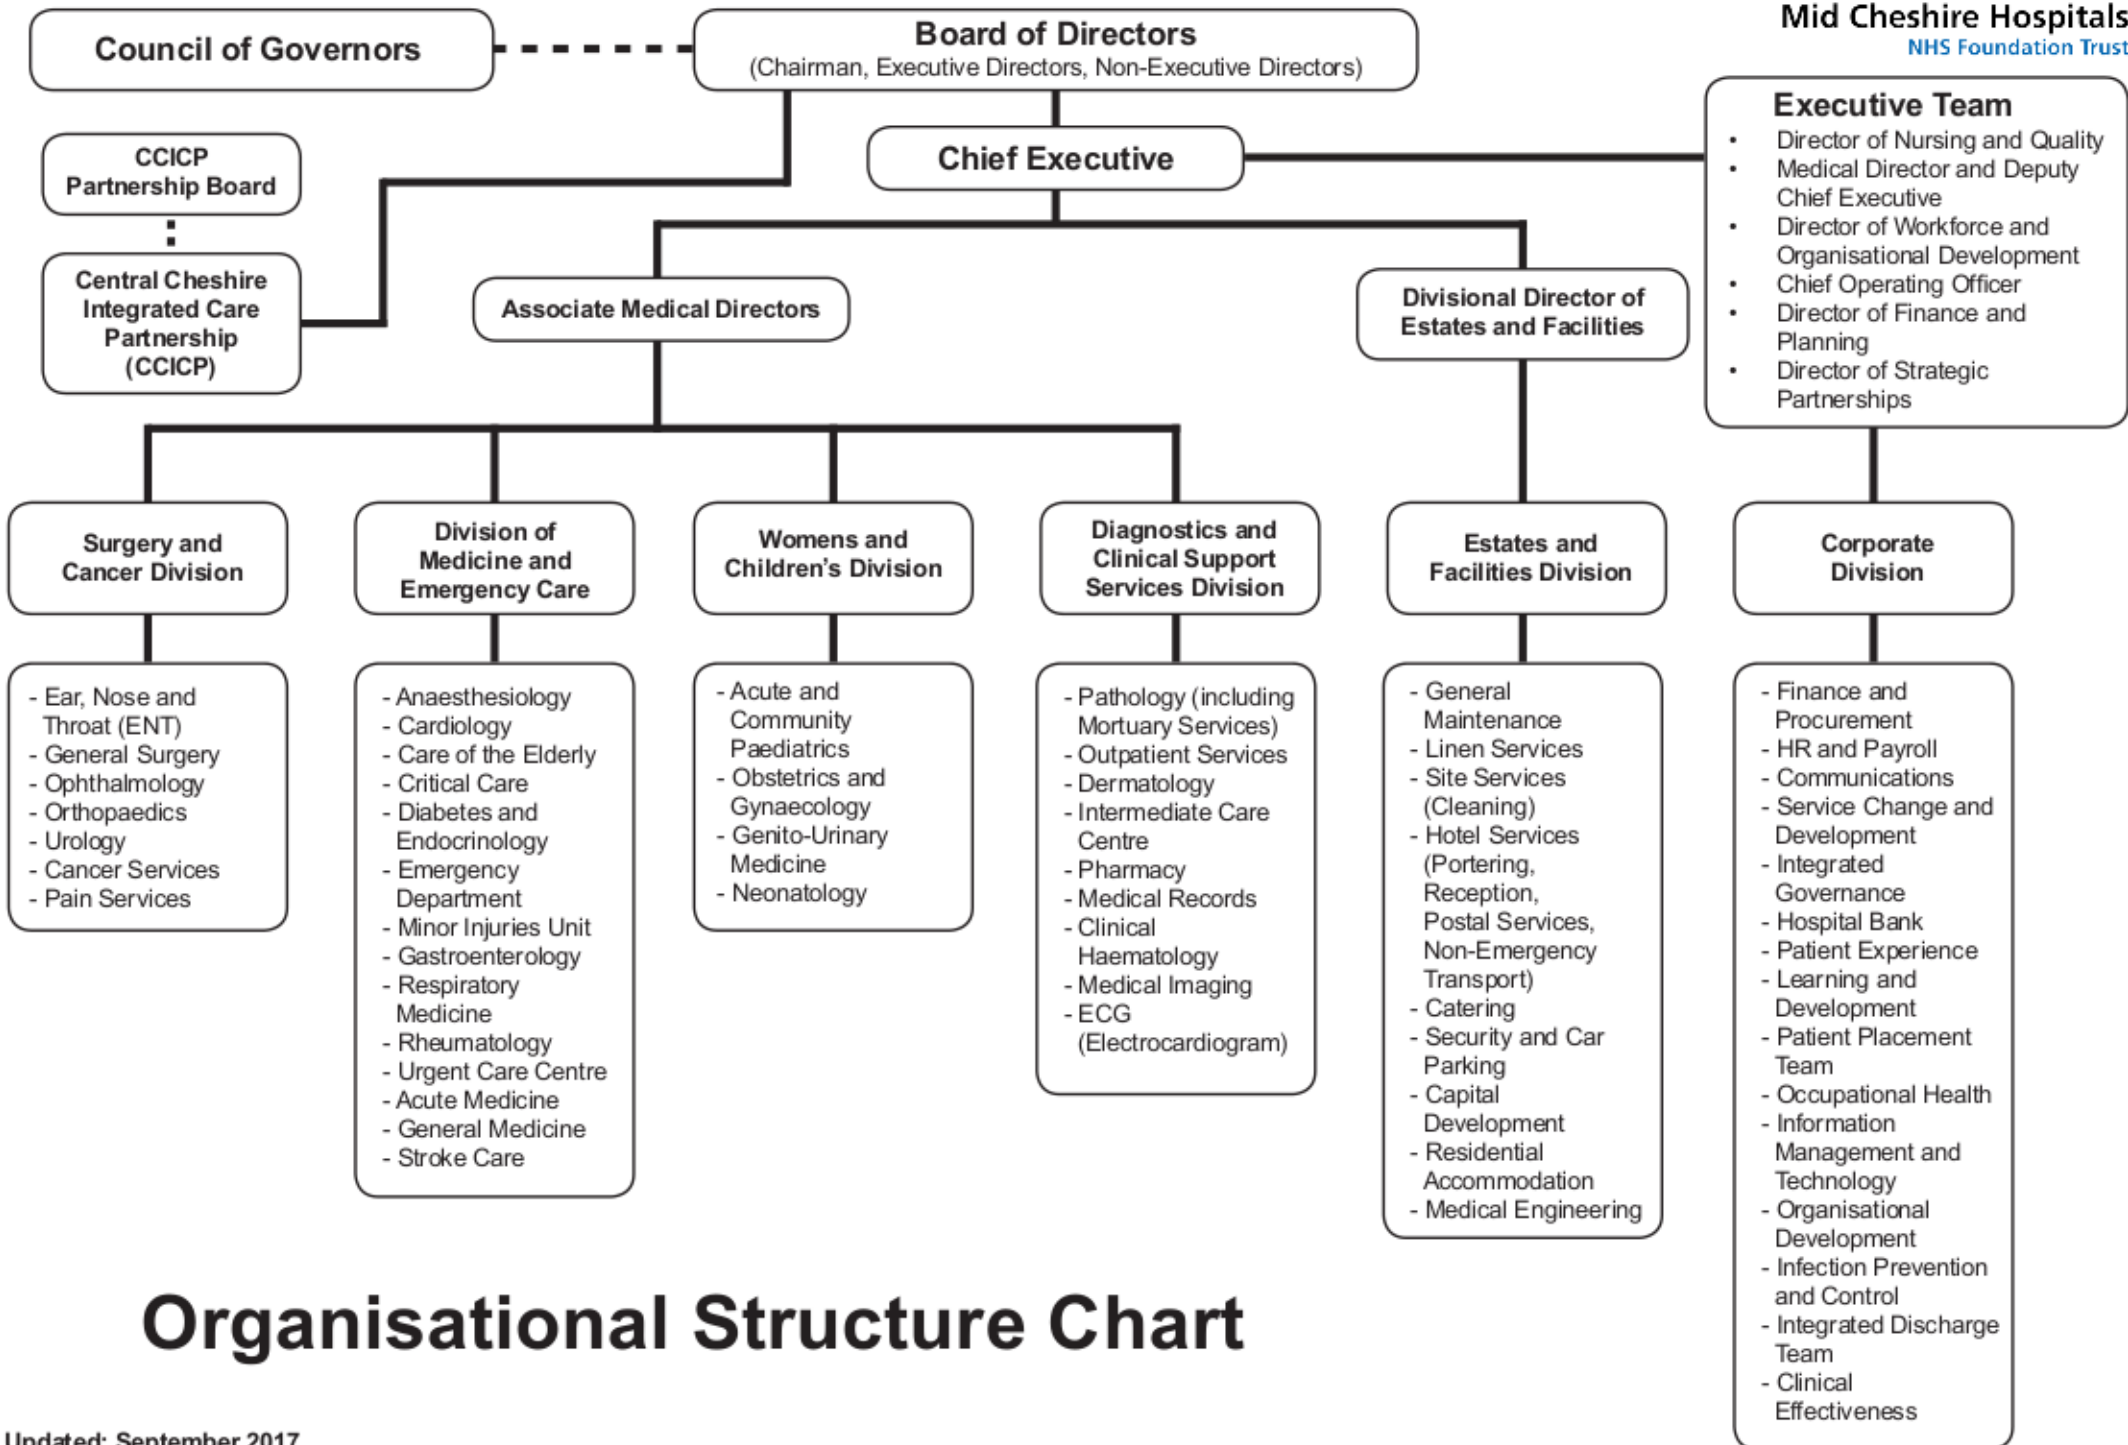 Mid Cheshire Hospitals
NHS Foundation Trust
Council of Governors
Board of Directors
(Chairman, Executive Directors, Non-Executive Directors)
Chief Executive
Executive Team
• Director of Nursing and Quality
• Medical Director and Deputy
Chief Executive
• Director of Workforce and
Organisational Development
• Chief Operating Officer
• Director of Finance and
Planning
• Director of Strategic
Partnerships
CCICP
Partnership Board
Central Cheshire
Integrated Care
Partnership
(CCICP)
Associate Medical Directors
Divisional Director of
Estates and Facilities
Surgery and
Cancer Division
Division of
Medicine and
Emergency Care
Womens and
Children’s Division
Diagnostics and
Clinical Support
Services Division
Estates and
Facilities Division
Corporate
Division
- Ear, Nose and
Throat (ENT)
- General Surgery
- Ophthalmology
- Orthopaedics
- Urology
- Cancer Services
- Pain Services
- Anaesthesiology
- Cardiology
- Care of the Elderly
- Critical Care
- Diabetes and
Endocrinology
- Emergency
Department
- Minor Injuries Unit
- Gastroenterology
- Respiratory
Medicine
- Rheumatology
- Urgent Care Centre
- Acute Medicine
- General Medicine
- Stroke Care
- Acute and
Community
Paediatrics
- Obstetrics and
Gynaecology
- Genito-Urinary
Medicine
- Neonatology
- Pathology (including
Mortuary Services)
- Outpatient Services
- Dermatology
- Intermediate Care
Centre
- Pharmacy
- Medical Records
- Clinical
Haematology
- Medical Imaging
- ECG
(Electrocardiogram)
- General
Maintenance
- Linen Services
- Site Services
(Cleaning)
- Hotel Services
(Portering,
Reception,
Postal Services,
Non-Emergency
Transport)
- Catering
- Security and Car
Parking
- Capital
Development
- Residential
Accommodation
- Medical Engineering
- Finance and
Procurement
- HR and Payroll
- Communications
- Service Change and
Development
- Integrated
Governance
- Hospital Bank
- Patient Experience
- Learning and
Development
- Patient Placement
Team
- Occupational Health
- Information
Management and
Technology
- Organisational
Development
- Infection Prevention
and Control
- Integrated Discharge
Team
- Clinical
Effectiveness
Organisational Structure Chart
Updated: September 2017